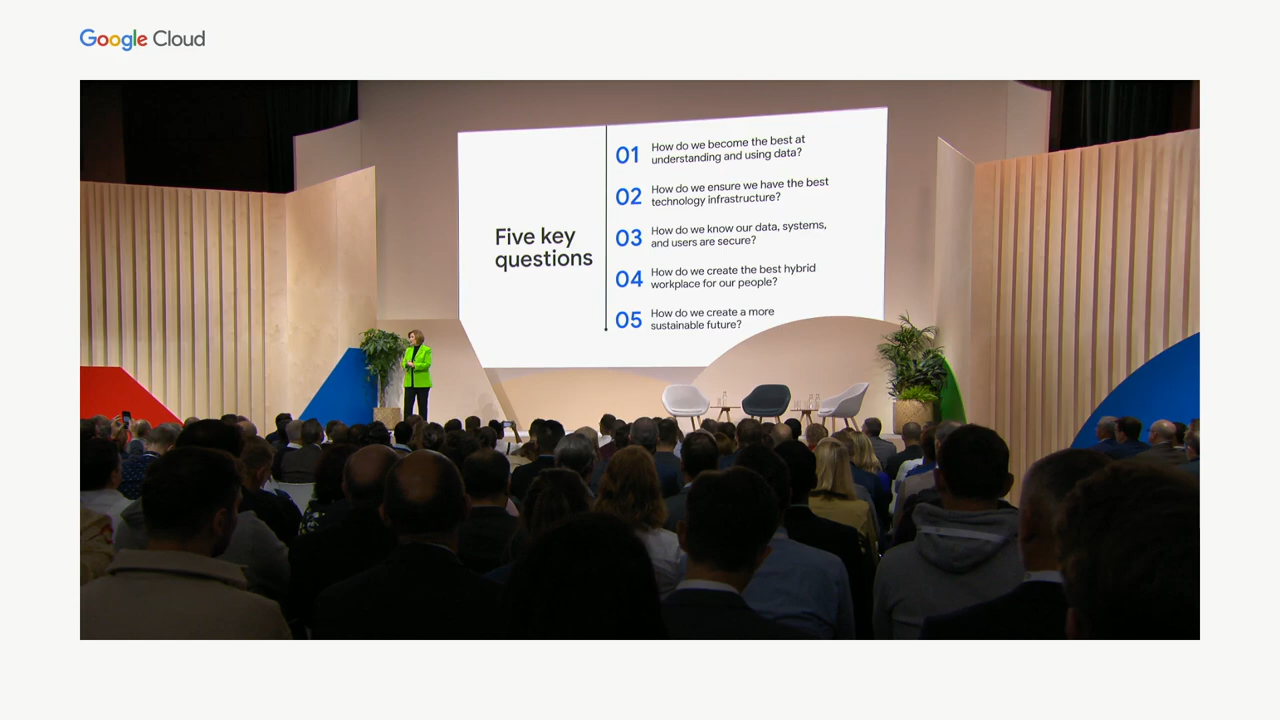 Google Cloud
Five key
questions
01
How do we become the best at
understanding and using data?
02
How do we ensure we have the best
technology infrastructure?
03
How do we know our data, systems,
and users are secure?
04
How do we create the best hybrid
workplace for our people?
05
How do we create a more
sustainable future?